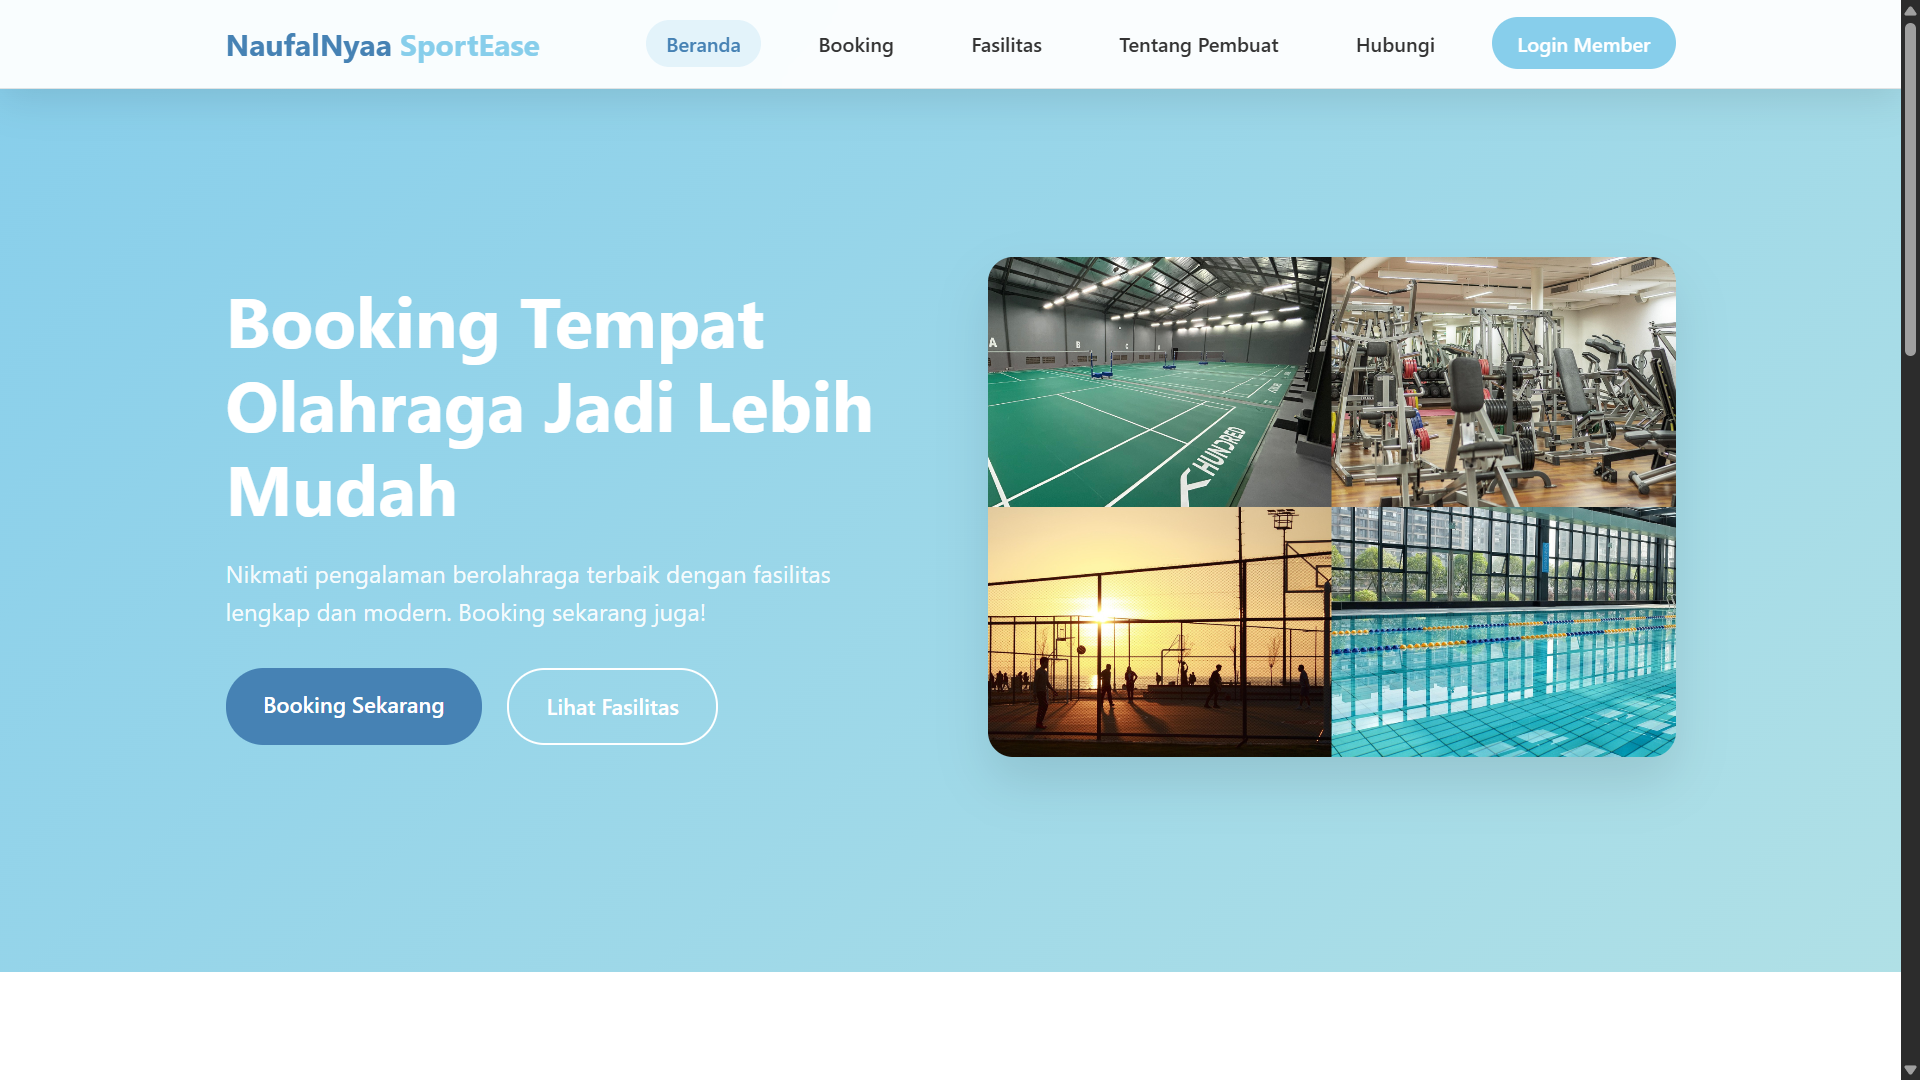 NaufalNyaa SportEase
Beranda
Booking
Fasilitas
Tentang Pembuat
Hubungi
Login Member
Booking Tempat
Olahraga Jadi Lebih
Mudah
Nikmati pengalaman berolahraga terbaik dengan fasilitas
lengkap dan modern. Booking sekarang juga!
Booking Sekarang
Lihat Fasilitas
A
B
C
HUNDRED